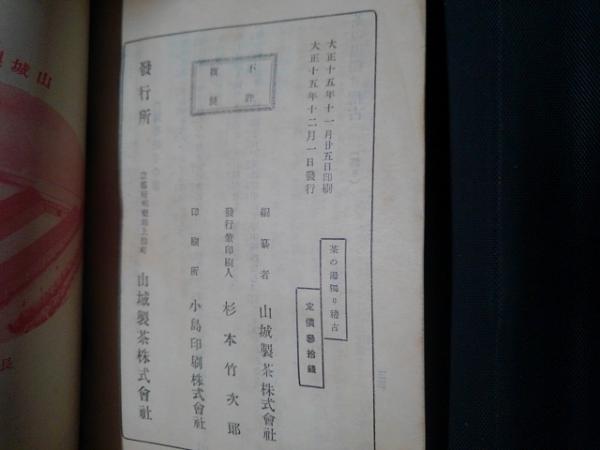 大正十五年十一月廿五日印刷
大正十五年十二月一日發行
茶の湯獨り稽古
定價參拾錢
不許
複製
編纂者 山城製茶株式會社
發行兼印刷人 杉本竹次郎
印刷所 小島印刷株式會社
發行所 山城製茶株式會社
山城
長